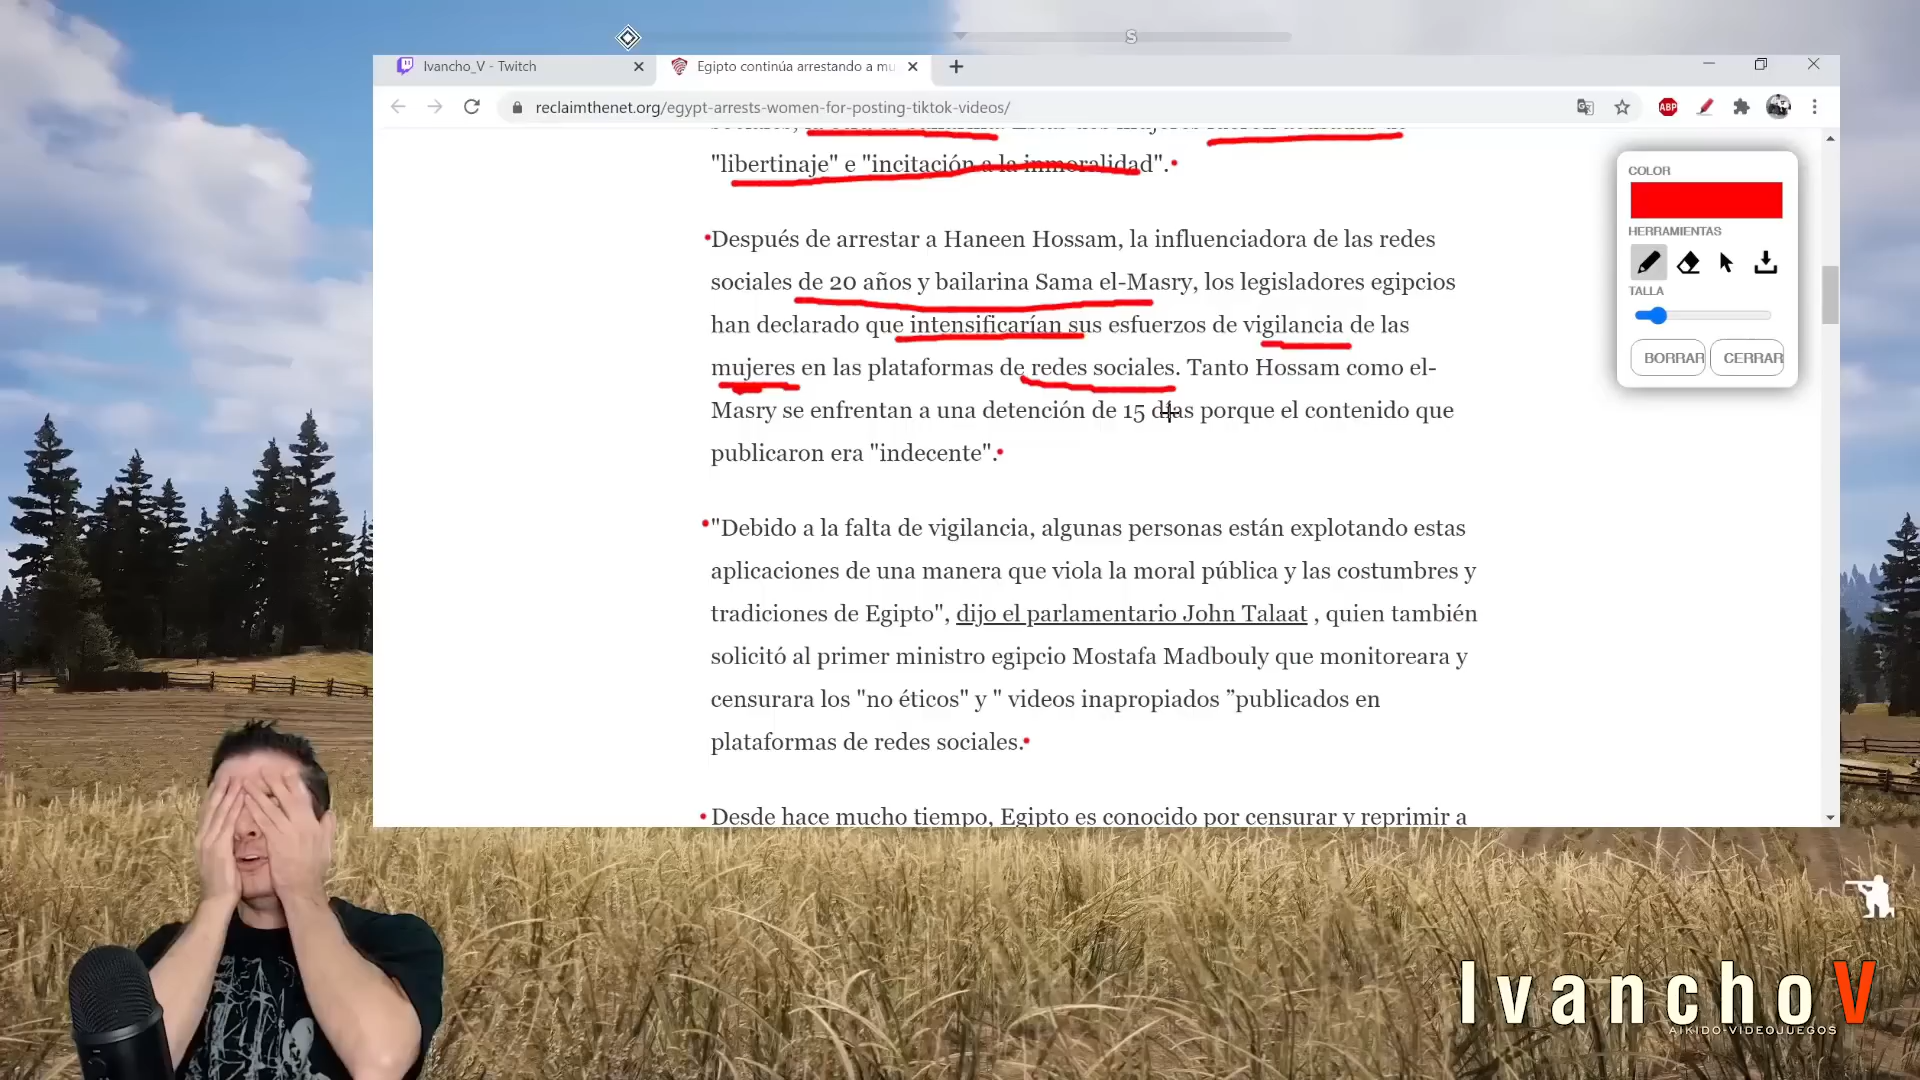 S
Ivancho_V - Twitch
Egipto continúa arrestando a mu
reclaimthenet.org/egypt-arrests-women-for-posting-tiktok-videos/
ABP
"libertinaje" e "incitación a la inmoralidad".
Después de arrestar a Haneen Hossam, la influenciadora de las redes
sociales de 20 años y bailarina Sama el-Masry, los legisladores egipcios
han declarado que intensificarían sus esfuerzos de vigilancia de las
mujeres en las plataformas de redes sociales. Tanto Hossam como el-
Masry se enfrentan a una detención de 15 días porque el contenido que
publicaron era "indecente".
"Debido a la falta de vigilancia, algunas personas están explotando estas
aplicaciones de una manera que viola la moral pública y las costumbres y
tradiciones de Egipto", dijo el parlamentario John Talaat , quien también
solicitó al primer ministro egipcio Mostafa Madbouly que monitoreara y
censurara los "no éticos" y " videos inapropiados ”publicados en
plataformas de redes sociales.
Desde hace mucho tiempo, Egipto es conocido por censurar y reprimir a
COLOR
HERRAMIENTAS
TALLA
BORRAR
CERRAR
IvanchoV
AIKIDO-VIDEOJUEGOS